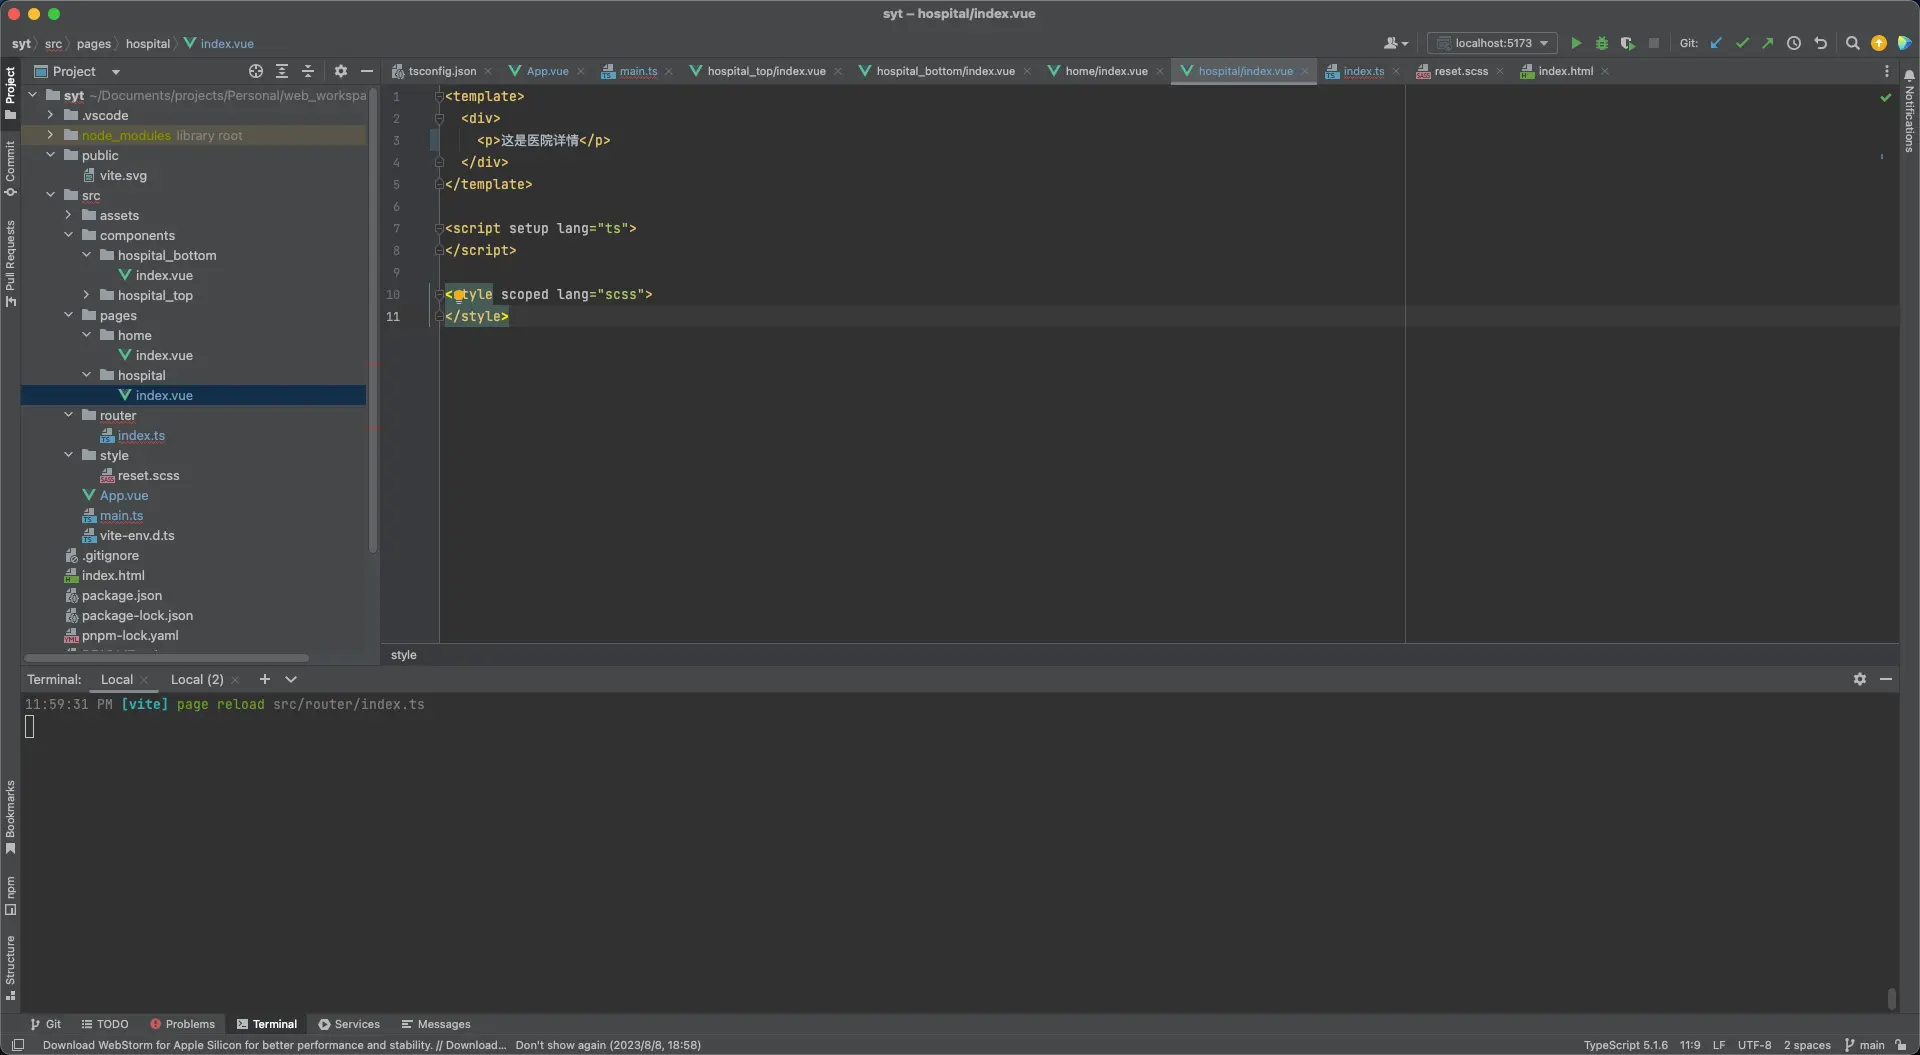 syt – hospital/index.vue
syt src pages hospital index.vue
localhost:5173 Git:
Project
tsconfig.json App.vue main.ts hospital_top/index.vue hospital_bottom/index.vue home/index.vue hospital/index.vue index.ts reset.scss index.html
Project
Commit
Pull Requests
Bookmarks
npm
Structure
Notifications
syt ~/Documents/projects/Personal/web_workspa
.vscode
node_modules library root
public
vite.svg
src
assets
components
hospital_bottom
index.vue
hospital_top
pages
home
index.vue
hospital
index.vue
router
index.ts
style
reset.scss
App.vue
main.ts
vite-env.d.ts
.gitignore
index.html
package.json
package-lock.json
pnpm-lock.yaml
1 <template>
2 <div>
3 <p>这是医院详情</p>
4 </div>
5 </template>
6
7 <script setup lang="ts">
8 </script>
9
10 <style scoped lang="scss">
11 </style>
style
Terminal: Local Local (2)
11:59:31 PM [vite] page reload src/router/index.ts
Git TODO Problems Terminal Services Messages
Download WebStorm for Apple Silicon for better performance and stability. // Download... Don't show again (2023/8/8, 18:58)
TypeScript 5.1.6 11:9 LF UTF-8 2 spaces main